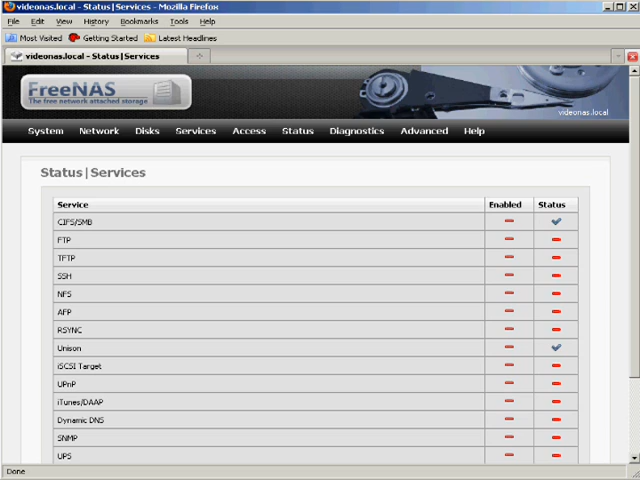 videonas.local - Status|Services - Mozilla Firefox
File Edit View History Bookmarks Tools Help
Most Visited Getting Started Latest Headlines
videonas.local - Status|Services
FreeNAS
The free network attached storage
videonas.local
System Network Disks Services Access Status Diagnostics Advanced Help
Status|Services
Service Enabled Status
CIFS/SMB
FTP
TFTP
SSH
NFS
AFP
RSYNC
Unison
iSCSI Target
UPnP
iTunes/DAAP
Dynamic DNS
SNMP
UPS
Done